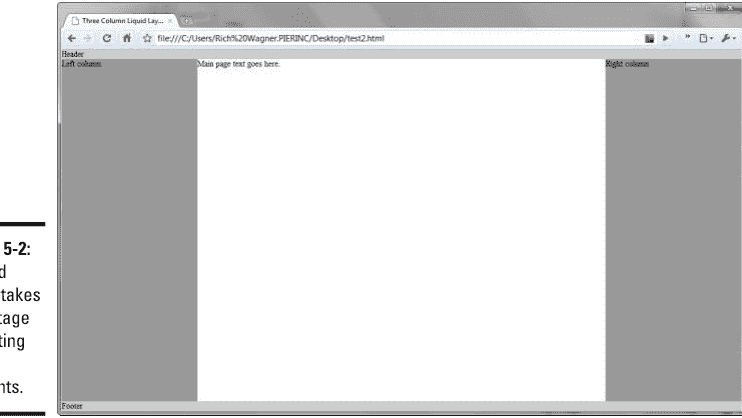 Three Column Liquid Lay...
file:///C:/Users/Rich%20Wagner.PIERINC/Desktop/test2.html
Header
Left column
Main page text goes here.
Right column
Footer
5-2:
d
takes
tage
ting
nts.